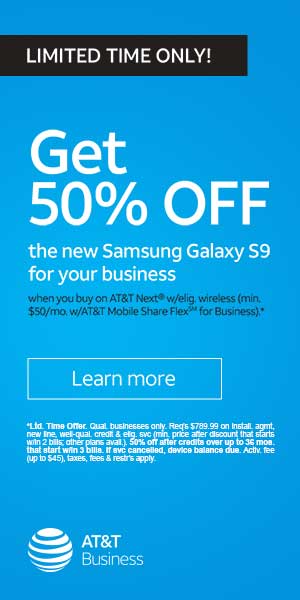 LIMITED TIME ONLY!
Get
50% OFF
the new Samsung Galaxy S9
for your business
when you buy on AT&T Next® w/elig. wireless (min.
$50/mo. w/AT&T Mobile Share Flex℠ for Business).*
Learn more
*Ltd. Time Offer. Qual. businesses only. Req's $789.99 on install. agmt,
new line, well-qual. credit & elig. svc (min. price after discount that starts
w/in 2 bills; other plans avail.). 50% off after credits over up to 36 mos.
that start w/in 3 bills. If svc cancelled, device balance due. Activ. fee
(up to $45), taxes, fees & restr's apply.
AT&T
Business